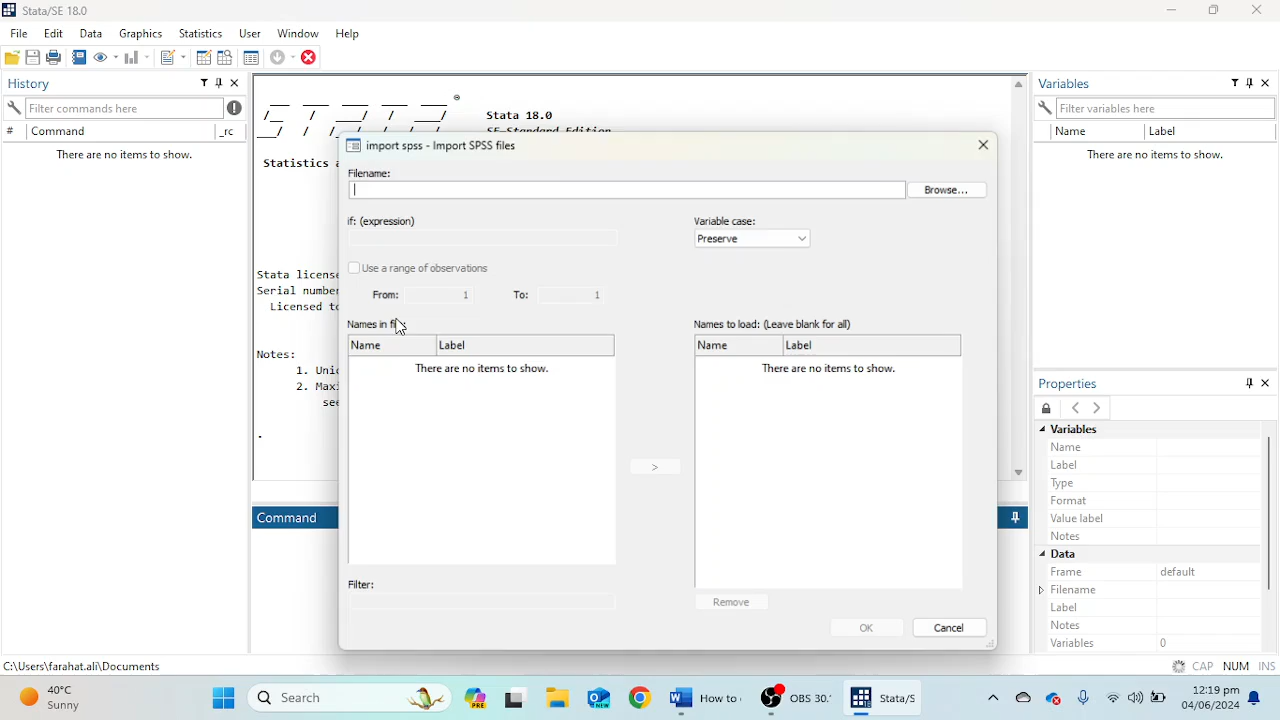 Stata/SE 18.0
File Edit Data Graphics Statistics User Window Help
History
Filter commands here
# Command _rc
There are no items to show.
Stata 18.0
SE-Standard Edition
Statistics a
Stata license
Serial number
Licensed to
Notes:
1. Unic
2. Maxi
see
.
Command
import spss - Import SPSS files
Filename:
Browse...
if: (expression)
Variable case:
Preserve
Use a range of observations
From: 1 To: 1
Names in
Name Label
There are no items to show.
>
Filter:
Names to load: (Leave blank for all)
Name Label
There are no items to show.
Remove
OK Cancel
Variables
Filter variables here
Name Label
There are no items to show.
Properties
Variables
Name
Label
Type
Format
Value label
Notes
Data
Frame default
Filename
Label
Notes
Variables 0
C:\Users\farahat.ali\Documents
CAP NUM INS
40°C
Sunny
Search
PRE
NEW
How to
OBS 30.
Stata/S
12:19 pm
04/06/2024